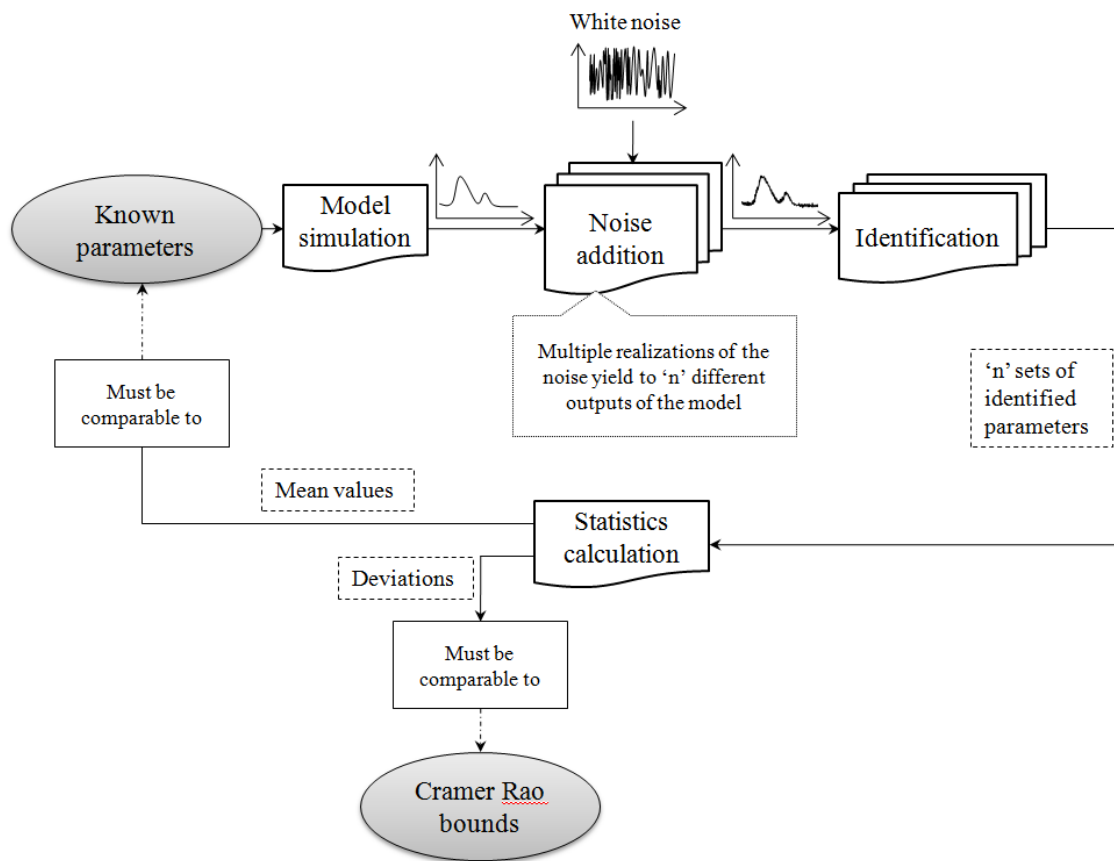 White noise
Known
parameters
Model
simulation
Noise
addition
Identification
Multiple realizations of the
noise yield to ‘n’ different
outputs of the model
‘n’ sets of
identified
parameters
Must be
comparable to
Mean values
Statistics
calculation
Deviations
Must be
comparable to
Cramer Rao
bounds